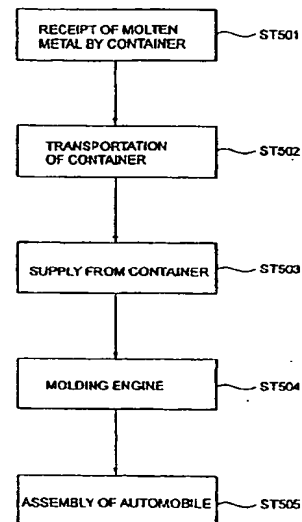 RECEIPT OF MOLTEN
METAL BY CONTAINER
ST501
TRANSPORTATION
OF CONTAINER
ST502
SUPPLY FROM CONTAINER
ST503
MOLDING ENGINE
ST504
ASSEMBLY OF AUTOMOBILE
ST505